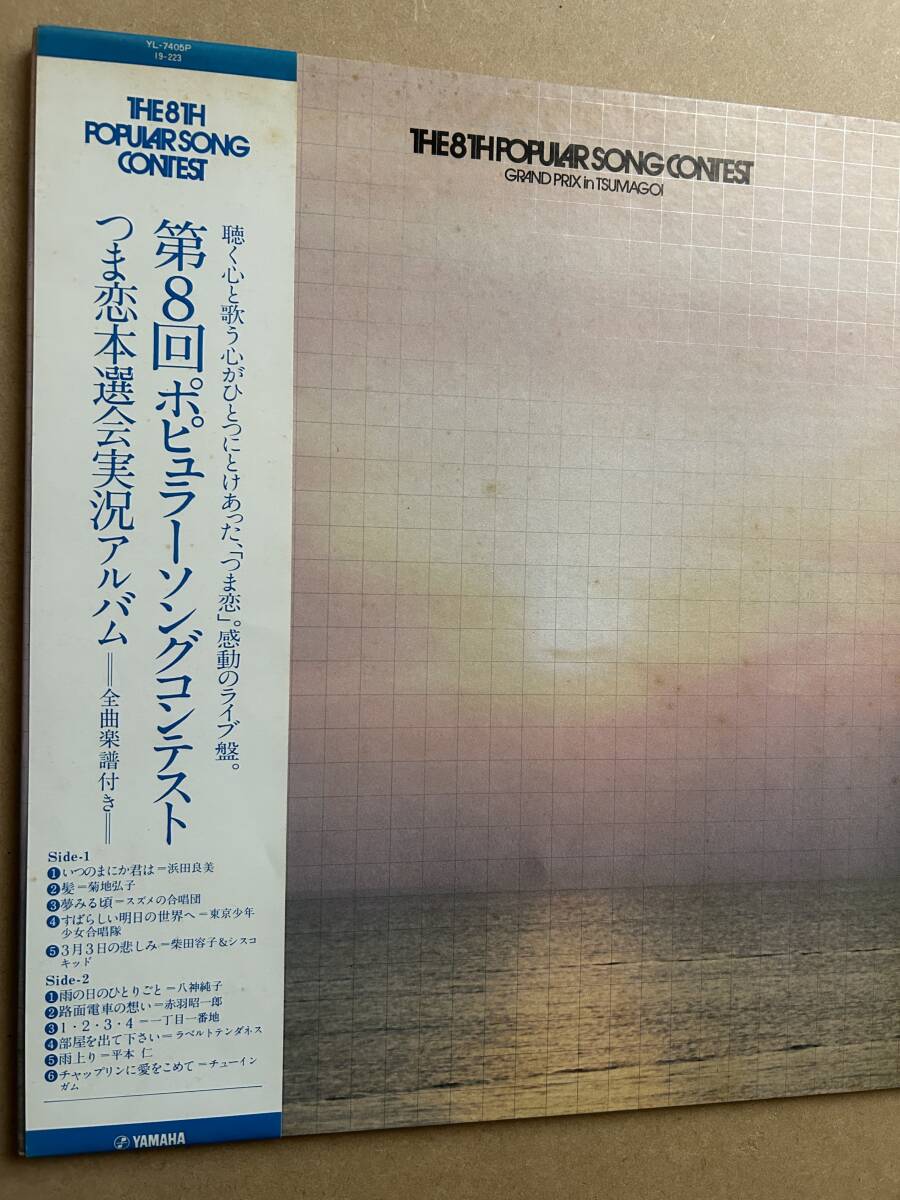 YL-7405P
19-223
THE 8TH
POPULAR SONG
CONTEST
聴く心と歌う心がひとつにとけあった、「つま恋」。感動のライブ盤。
第8回ポピュラーソングコンテスト
つま恋本選会実況アルバム＝全曲楽譜付き＝
Side-1
❶いつのまにか君は＝浜田良美
❷髪＝菊地弘子
❸夢みる頃＝スズメの合唱団
❹すばらしい明日の世界へ＝東京少年
少女合唱隊
❺3月3日の悲しみ＝柴田容子&シスコ
キッド
Side-2
❶雨の日のひとりごと＝八神純子
❷路面電車の想い＝赤羽昭一郎
❸1・2・3・4＝一丁目一番地
❹部屋を出て下さい＝ラベルトテンダネス
❺雨上り＝平本 仁
❻チャップリンに愛をこめて＝チューイン
ガム
YAMAHA
THE 8TH POPULAR SONG CONTEST
GRAND PRIX in TSUMAGOI